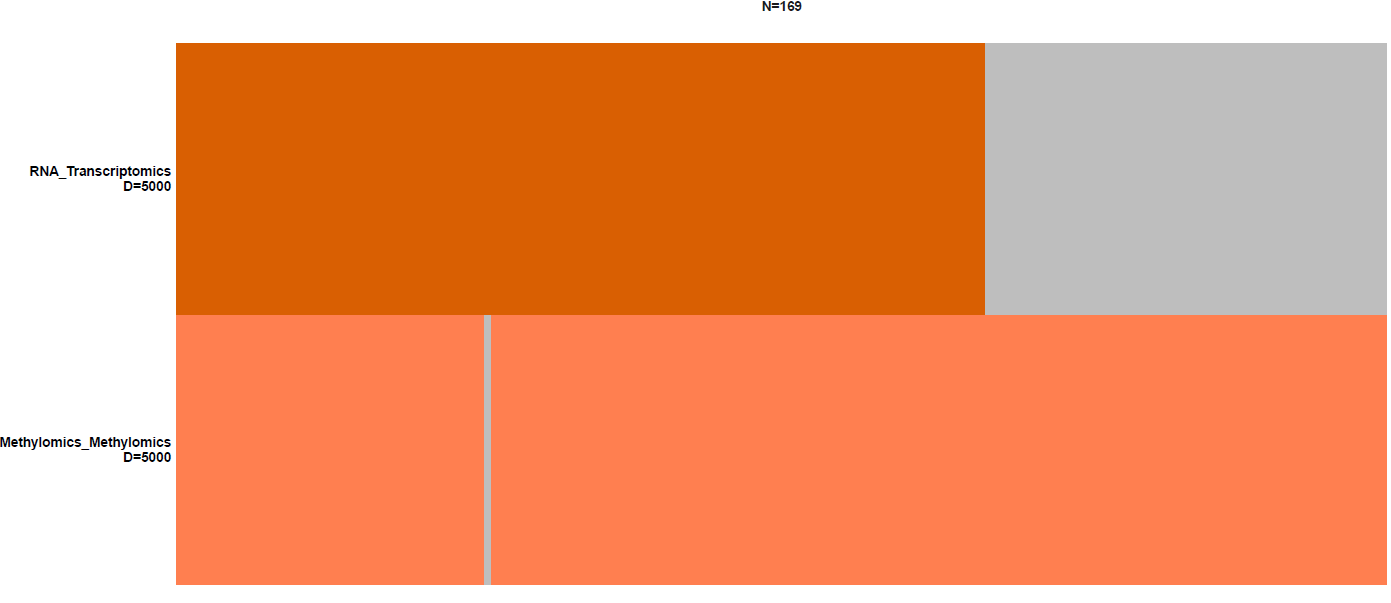 N=169
RNA_Transcriptomics
D=5000
Methylomics_Methylomics
D=5000